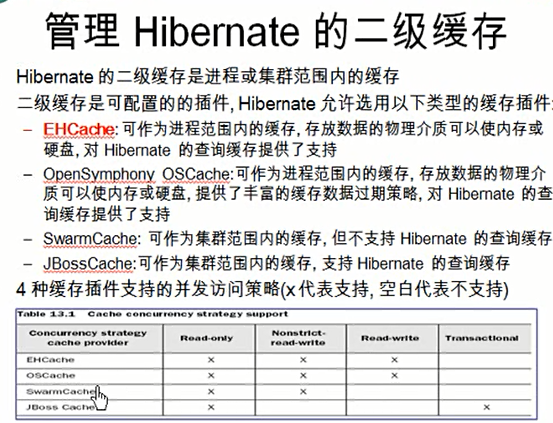 管理 Hibernate 的二级缓存
Hibernate 的二级缓存是进程或集群范围内的缓存
二级缓存是可配置的的插件, Hibernate 允许选用以下类型的缓存插件:
– EHCache: 可作为进程范围内的缓存, 存放数据的物理介质可以使内存或
硬盘, 对 Hibernate 的查询缓存提供了支持
– OpenSymphony OSCache:可作为进程范围内的缓存, 存放数据的物理介
质可以使内存或硬盘, 提供了丰富的缓存数据过期策略, 对 Hibernate 的查
询缓存提供了支持
– SwarmCache: 可作为集群范围内的缓存, 但不支持 Hibernate 的查询缓存
– JBossCache:可作为集群范围内的缓存, 支持 Hibernate 的查询缓存
4 种缓存插件支持的并发访问策略(x 代表支持, 空白代表不支持)
Table 13.1 Cache concurrency strategy support
Concurrency strategy cache provider Read-only Nonstrict-read-write Read-write Transactional
EHCache x x x
OSCache x x x
SwarmCache x x
JBoss Cache x x